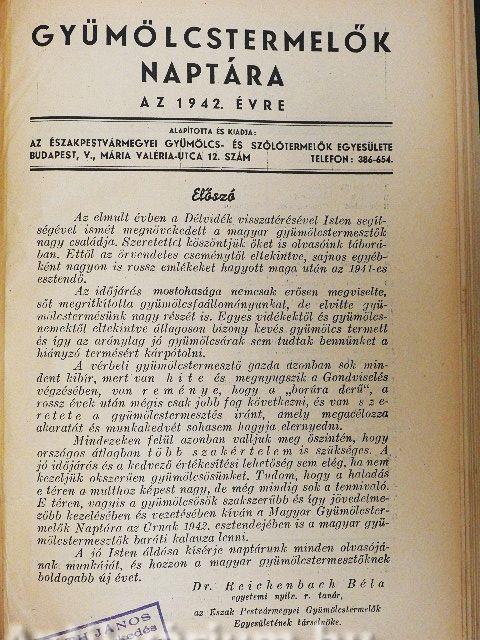 GYÜMÖLCSTERMELŐK
NAPTÁRA
AZ 1942. ÉVRE
ALAPÍTOTTA ÉS KIADJA:
AZ ÉSZAKPESTVÁRMEGYEI GYÜMÖLCS- ÉS SZŐLŐTERMELŐK EGYESÜLETE
BUDAPEST, V., MÁRIA VALÉRIA-UTCA 12. SZÁM TELEFON: 386-654.
Előszó
Az elmult évben a Délvidék visszatérésével Isten segít-
ségével ismét megnövekedett a magyar gyümölcstermesztők
nagy családja. Szeretettel köszöntjük őket is olvasóink táborá-
ban. Ettől az örvendetes eseménytől eltekintve, sajnos egyéb-
ként nagyon is rossz emlékeket hagyott maga után az 1941-es
esztendő.
Az időjárás mostohasága nemcsak erősen megviselte,
sőt megritkította gyümölcsfaállományunkat, de elvitte gyü-
mölcstermésünk nagy részét is. Egyes vidékektől és gyümölcs-
nemektől eltekintve átlagosan bizony kevés gyümölcs termett
és így az aránylag jó gyümölcsárak sem tudtak bennünket a
hiányzó termésért kárpótolni.
A vérbeli gyümölcstermesztő gazda azonban sok min-
dent kibír, mert van hite és megnyugszik a Gondviselés
végzésében, van reménye, hogy a „borúra derű", a
rossz évek után mégis csak jobb fog következni, és van sze-
retete a gyümölcstermesztés iránt, amely megacélozza
akaratát és munkakedvét sohasem hagyja elernyedni.
Mindezeken felül azonban valljuk meg őszintén, hogy
országos átlagban több szakértelem is szükséges. A
jó időjárás és a kedvező értékesítési lehetőség sem elég, ha nem
kezeljük okszerűen gyümölcsösünket. Tudom, hogy a haladás
e téren a multhoz képest nagy, de még mindig sok a tennivaló.
E téren, vagyis a gyümölcsösök szakszerűbb és így jövedelme-
zőbb kezelésében és vezetésében kíván a Magyar Gyümölcster-
melők Naptára az Úrnak 1942. esztendejében is a magyar gyü-
mölcstermesztők baráti kalauza lenni.
A jó Isten áldása kísérje naptárunk minden olvasójá-
nak munkáját, és hozzon a magyar gyümölcstermesztőknek
boldogabb új évet.
Dr. Reichenbach Béla
egyetemi nyilv. r. tanár,
az Észak Pestvármegyei Gyümölcstermelők
Egyesületének társelnöke.
JÁNOS